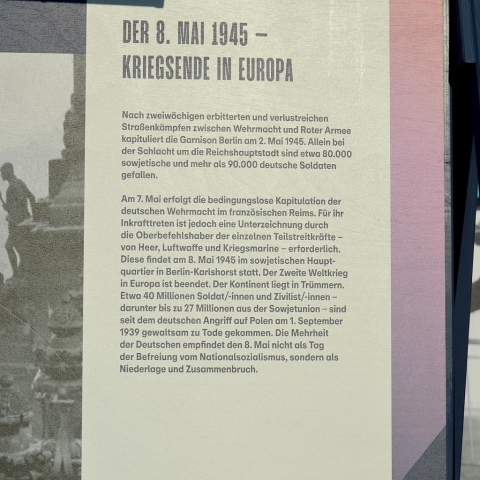 DER 8. MAI 1945 –
KRIEGSENDE IN EUROPA
Nach zweiwöchigen erbitterten und verlustreichen
Straßenkämpfen zwischen Wehrmacht und Roter Armee
kapituliert die Garnison Berlin am 2. Mai 1945. Allein bei
der Schlacht um die Reichshauptstadt sind etwa 80.000
sowjetische und mehr als 90.000 deutsche Soldaten
gefallen.
Am 7. Mai erfolgt die bedingungslose Kapitulation der
deutschen Wehrmacht im französischen Reims. Für ihr
Inkrafttreten ist jedoch eine Unterzeichnung durch
die Oberbefehlshaber der einzelnen Teilstreitkräfte –
von Heer, Luftwaffe und Kriegsmarine – erforderlich.
Diese findet am 8. Mai 1945 im sowjetischen Haupt-
quartier in Berlin-Karlshorst statt. Der Zweite Weltkrieg
in Europa ist beendet. Der Kontinent liegt in Trümmern.
Etwa 40 Millionen Soldat/-innen und Zivilist/-innen –
darunter bis zu 27 Millionen aus der Sowjetunion – sind
seit dem deutschen Angriff auf Polen am 1. September
1939 gewaltsam zu Tode gekommen. Die Mehrheit
der Deutschen empfindet den 8. Mai nicht als Tag
der Befreiung vom Nationalsozialismus, sondern als
Niederlage und Zusammenbruch.